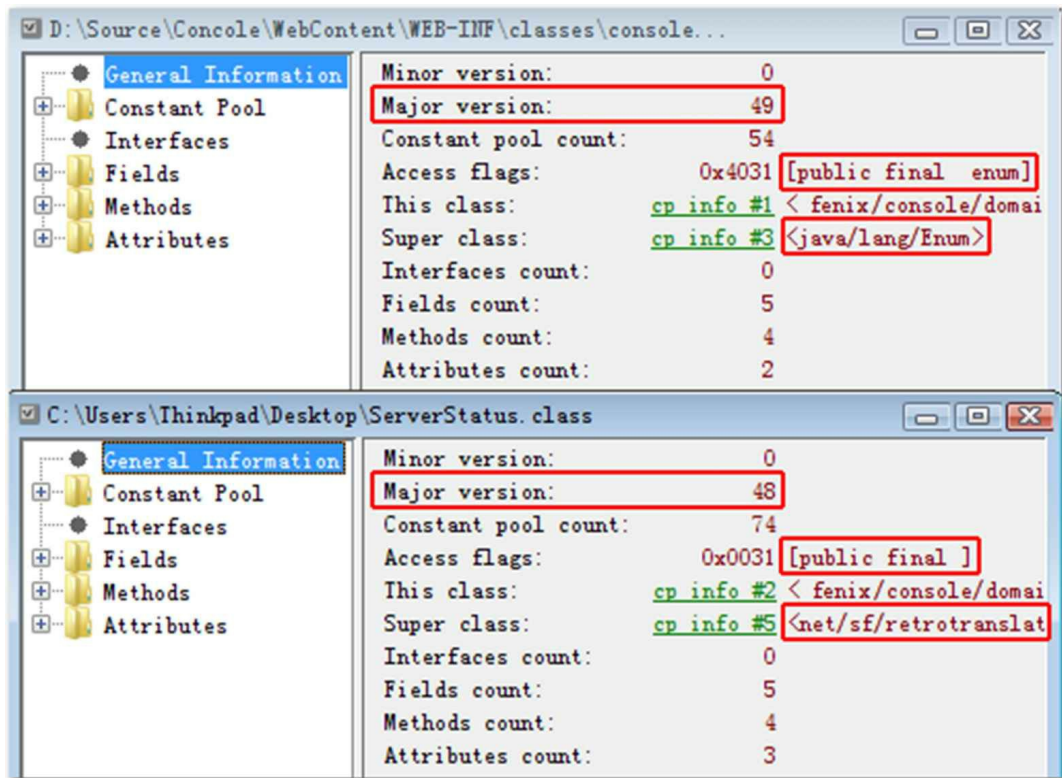 D:\Source\Concole\WebContent\WEB-INF\classes\console...
General Information
Constant Pool
Interfaces
Fields
Methods
Attributes
Minor version: 0
Major version: 49
Constant pool count: 54
Access flags: 0x4031 [public final enum]
This class: cp info #1 < fenix/console/domai
Super class: cp info #3 <java/lang/Enum>
Interfaces count: 0
Fields count: 5
Methods count: 4
Attributes count: 2
C:\Users\Thinkpad\Desktop\ServerStatus.class
General Information
Constant Pool
Interfaces
Fields
Methods
Attributes
Minor version: 0
Major version: 48
Constant pool count: 74
Access flags: 0x0031 [public final ]
This class: cp info #2 < fenix/console/domai
Super class: cp info #5 <net/sf/retrotranslat
Interfaces count: 0
Fields count: 5
Methods count: 4
Attributes count: 3